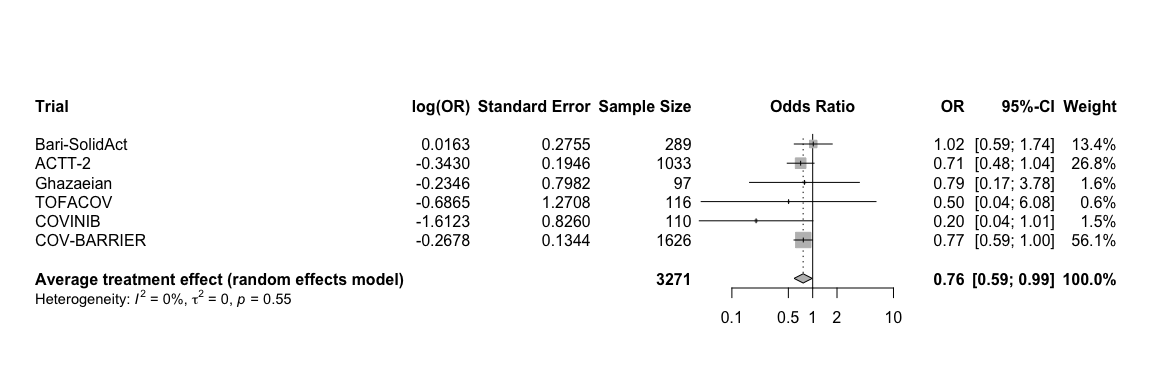 Trial log(OR) Standard Error Sample Size Odds Ratio OR 95%-CI Weight
Bari-SolidAct 0.0163 0.2755 289 1.02 [0.59; 1.74] 13.4%
ACTT-2 -0.3430 0.1946 1033 0.71 [0.48; 1.04] 26.8%
Ghazaeian -0.2346 0.7982 97 0.79 [0.17; 3.78] 1.6%
TOFACOV -0.6865 1.2708 116 0.50 [0.04; 6.08] 0.6%
COVINIB -1.6123 0.8260 110 0.20 [0.04; 1.01] 1.5%
COV-BARRIER -0.2678 0.1344 1626 0.77 [0.59; 1.00] 56.1%
Average treatment effect (random effects model) 3271 0.76 [0.59; 0.99] 100.0%
Heterogeneity: I² = 0%, τ² = 0, p = 0.55
0.1 0.5 1 2 10